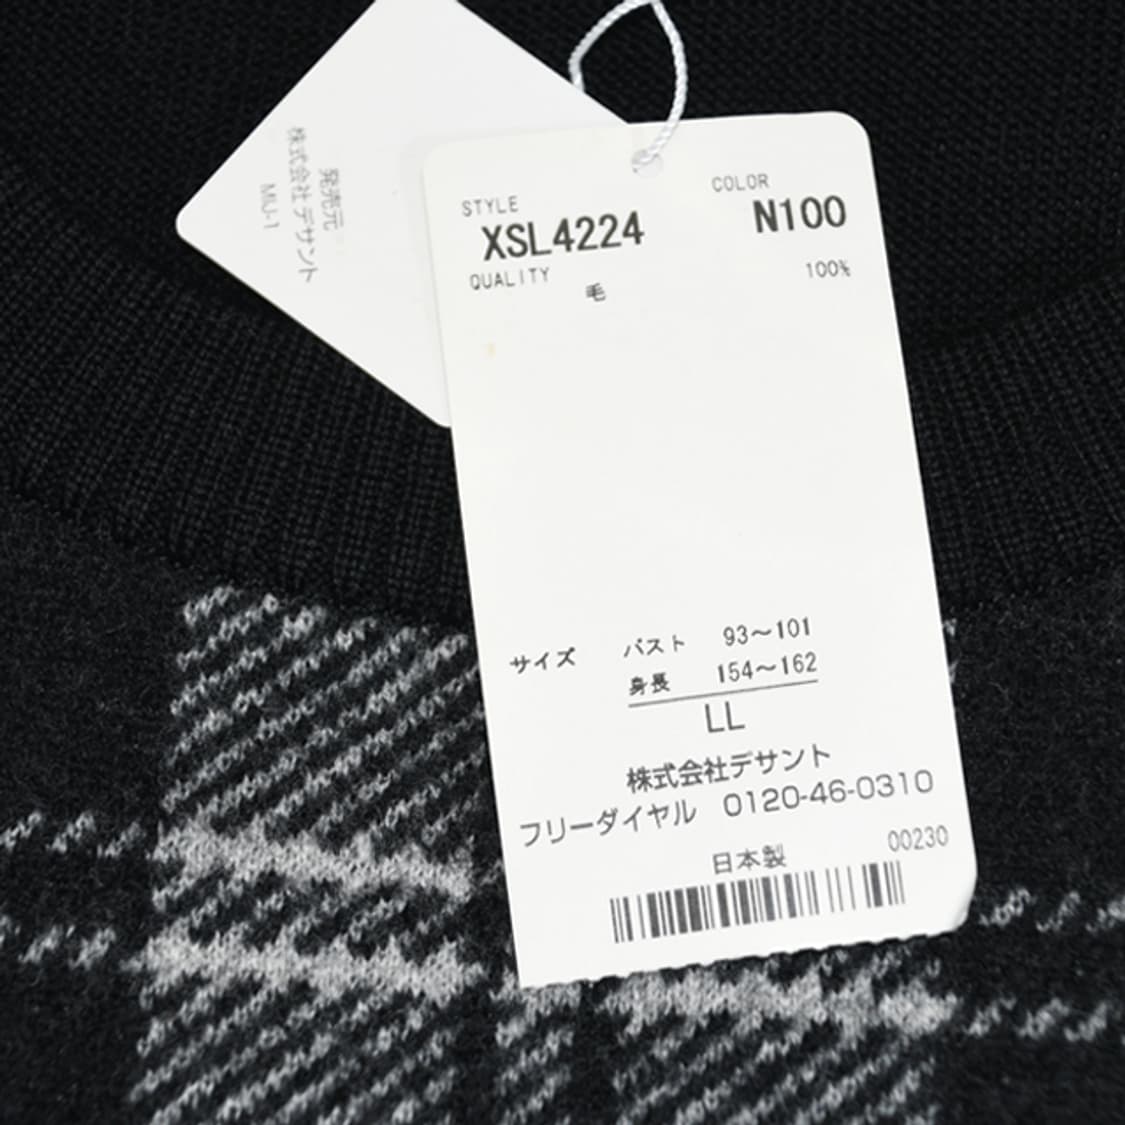 発売元
株式会社デサント
MU-1
STYLE
COLOR
XSL4224
N100
QUALITY
毛 100%
サイズ バスト 93～101
身長 154～162
LL
株式会社デサント
フリーダイヤル 0120-46-0310
00230
日本製